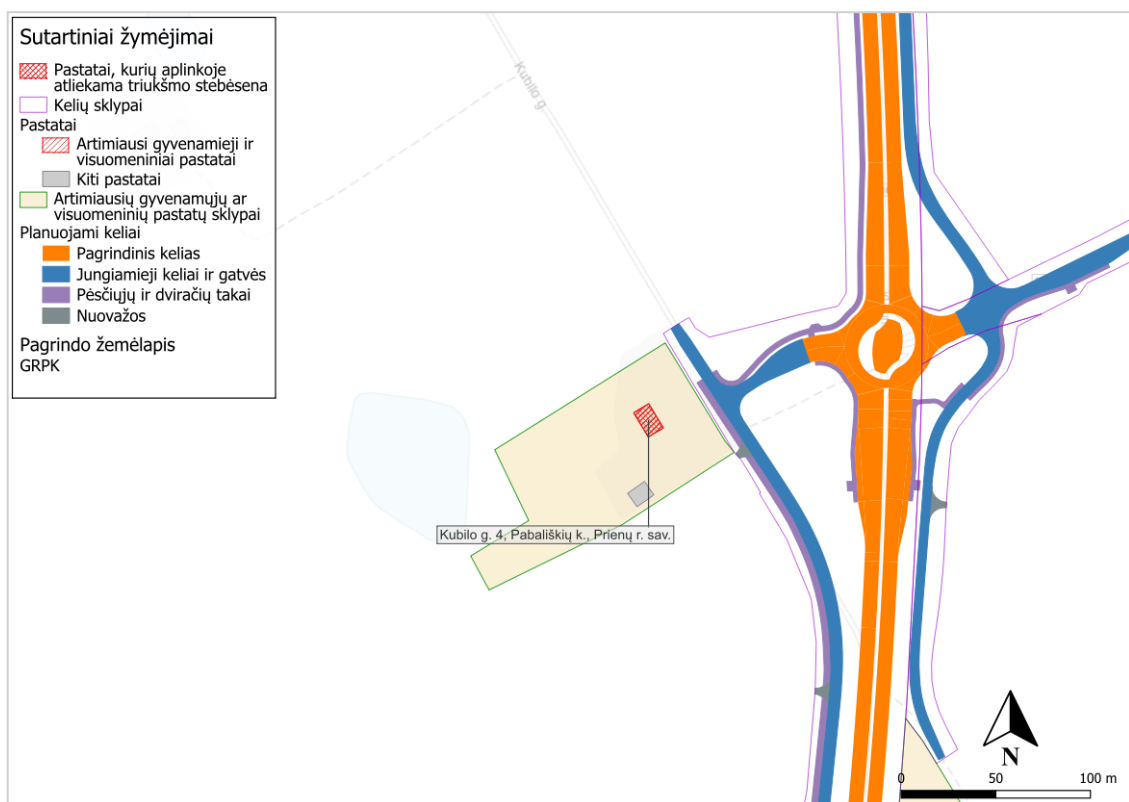 Sutartiniai žymėjimai
Pastatai, kurių aplinkoje
atliekama triukšmo stebėsena
Kelių sklypai
Pastatai
Artimiausi gyvenamieji ir
visuomeniniai pastatai
Kiti pastatai
Artimiausių gyvenamųjų ar
visuomeninių pastatų sklypai
Planuojami keliai
Pagrindinis kelias
Jungiamieji keliai ir gatvės
Pėsčiųjų ir dviračių takai
Nuovažos
Pagrindo žemėlapis
GRPK
Kubilo g.
Kubilo g. 4, Pabališkių k., Prienų r. sav.
N
0 50 100 m